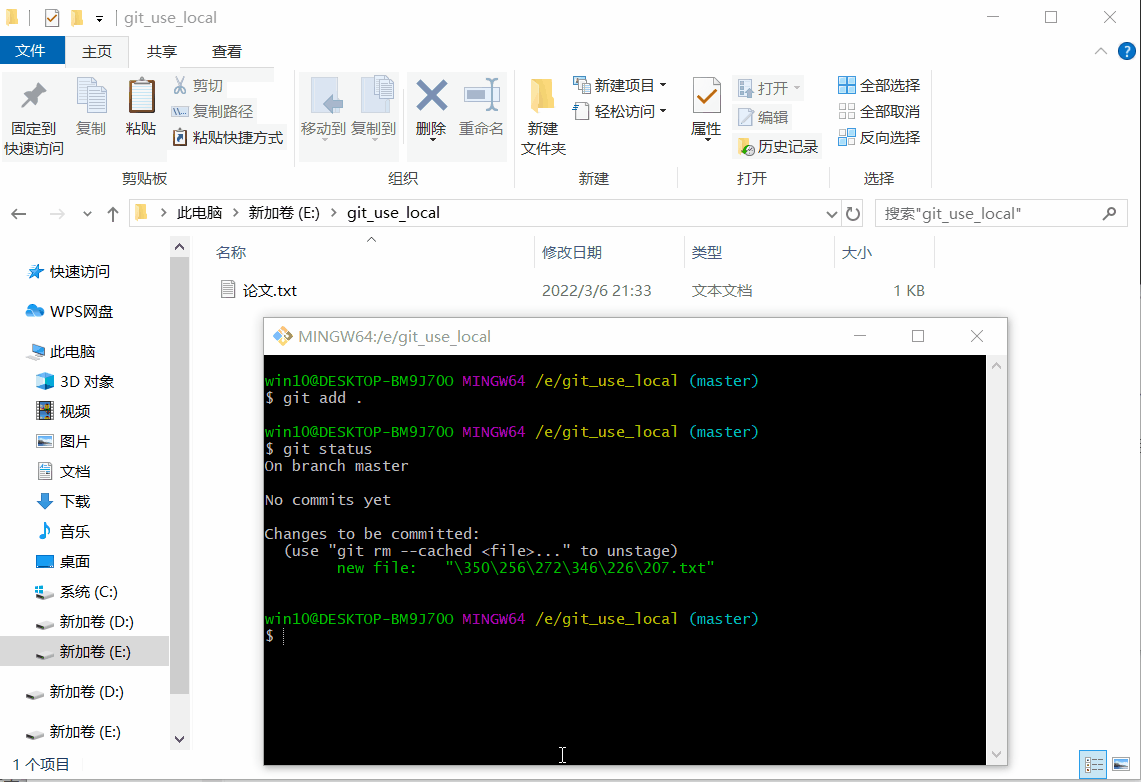 git_use_local
文件 主页 共享 查看
固定到快速访问 复制 粘贴 剪切 复制路径 粘贴快捷方式 移动到 复制到 删除 重命名 新建文件夹 新建项目 轻松访问 属性 打开 编辑 历史记录 全部选择 全部取消 反向选择
剪贴板 组织 新建 打开 选择
此电脑 > 新加卷 (E:) > git_use_local 搜索"git_use_local"
名称 修改日期 类型 大小
论文.txt 2022/3/6 21:33 文本文档 1 KB
快速访问
WPS网盘
此电脑
3D 对象
视频
图片
文档
下载
音乐
桌面
系统 (C:)
新加卷 (D:)
新加卷 (E:)
新加卷 (D:)
新加卷 (E:)
1 个项目
MINGW64:/e/git_use_local
win10@DESKTOP-BM9J7OO MINGW64 /e/git_use_local (master)
$ git add .
win10@DESKTOP-BM9J7OO MINGW64 /e/git_use_local (master)
$ git status
On branch master
No commits yet
Changes to be committed:
(use "git rm --cached <file>..." to unstage)
new file: "\350\256\272\346\226\207.txt"
win10@DESKTOP-BM9J7OO MINGW64 /e/git_use_local (master)
$